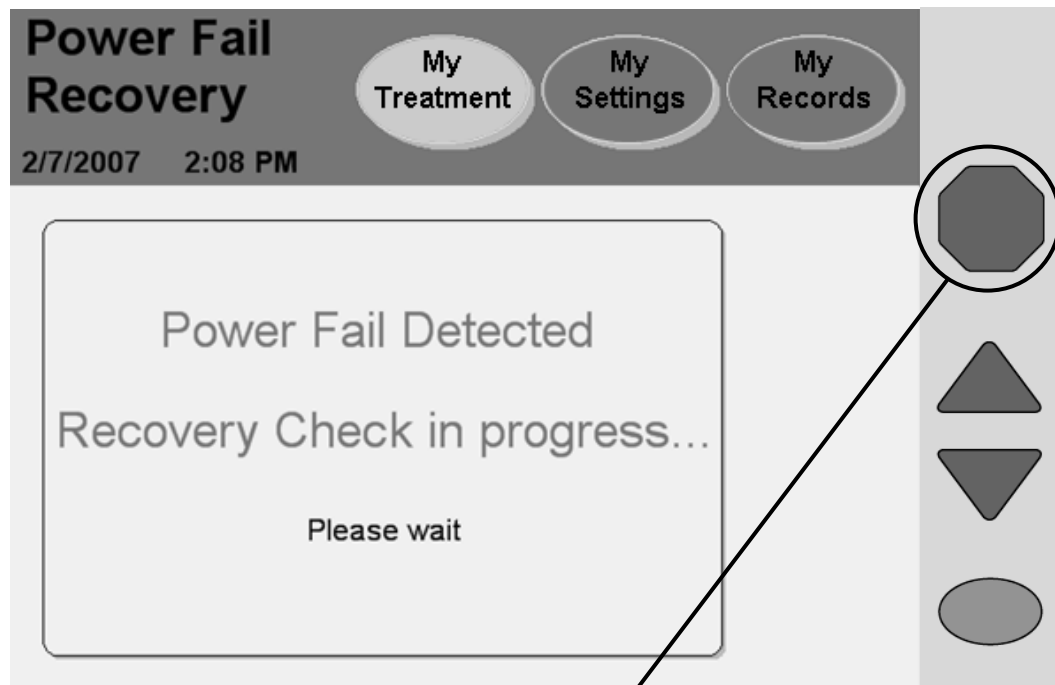 Power Fail
Recovery
2/7/2007 2:08 PM
My
Treatment
My
Settings
My
Records
Power Fail Detected
Recovery Check in progress...
Please wait